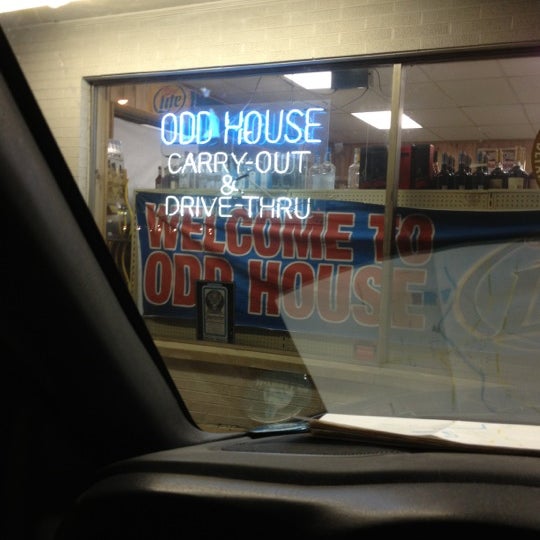 Lite
ODD HOUSE
CARRY-OUT
&
DRIVE-THRU
WELCOME TO
ODD HOUSE